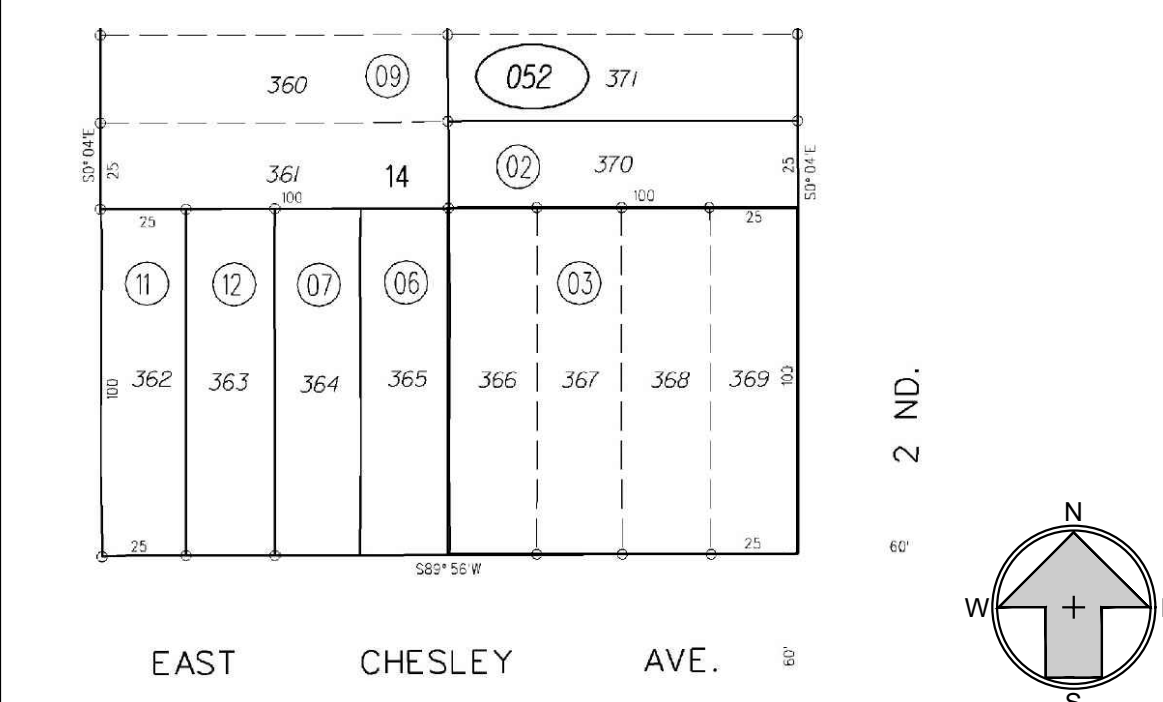 360 09 052 371
S0° 04'E 25 361 14 02 370 25 S0° 04'E
100 100
25 25
11 12 07 06 03
100 362 363 364 365 366 367 368 369 100
2 ND.
25 25 60'
S89° 56'W
N
W
S
EAST CHESLEY AVE. 60'